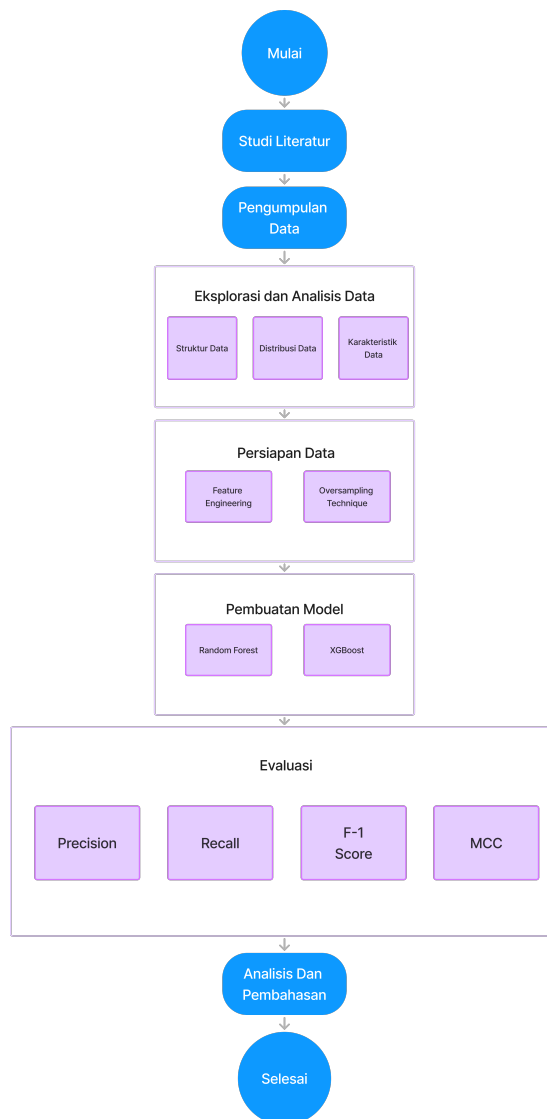 Mulai
Studi Literatur
Pengumpulan
Data
Eksplorasi dan Analisis Data
Struktur Data
Distribusi Data
Karakteristik
Data
Persiapan Data
Feature
Engineering
Oversampling
Technique
Pembuatan Model
Random Forest
XGBoost
Evaluasi
Precision
Recall
F-1
Score
MCC
Analisis Dan
Pembahasan
Selesai